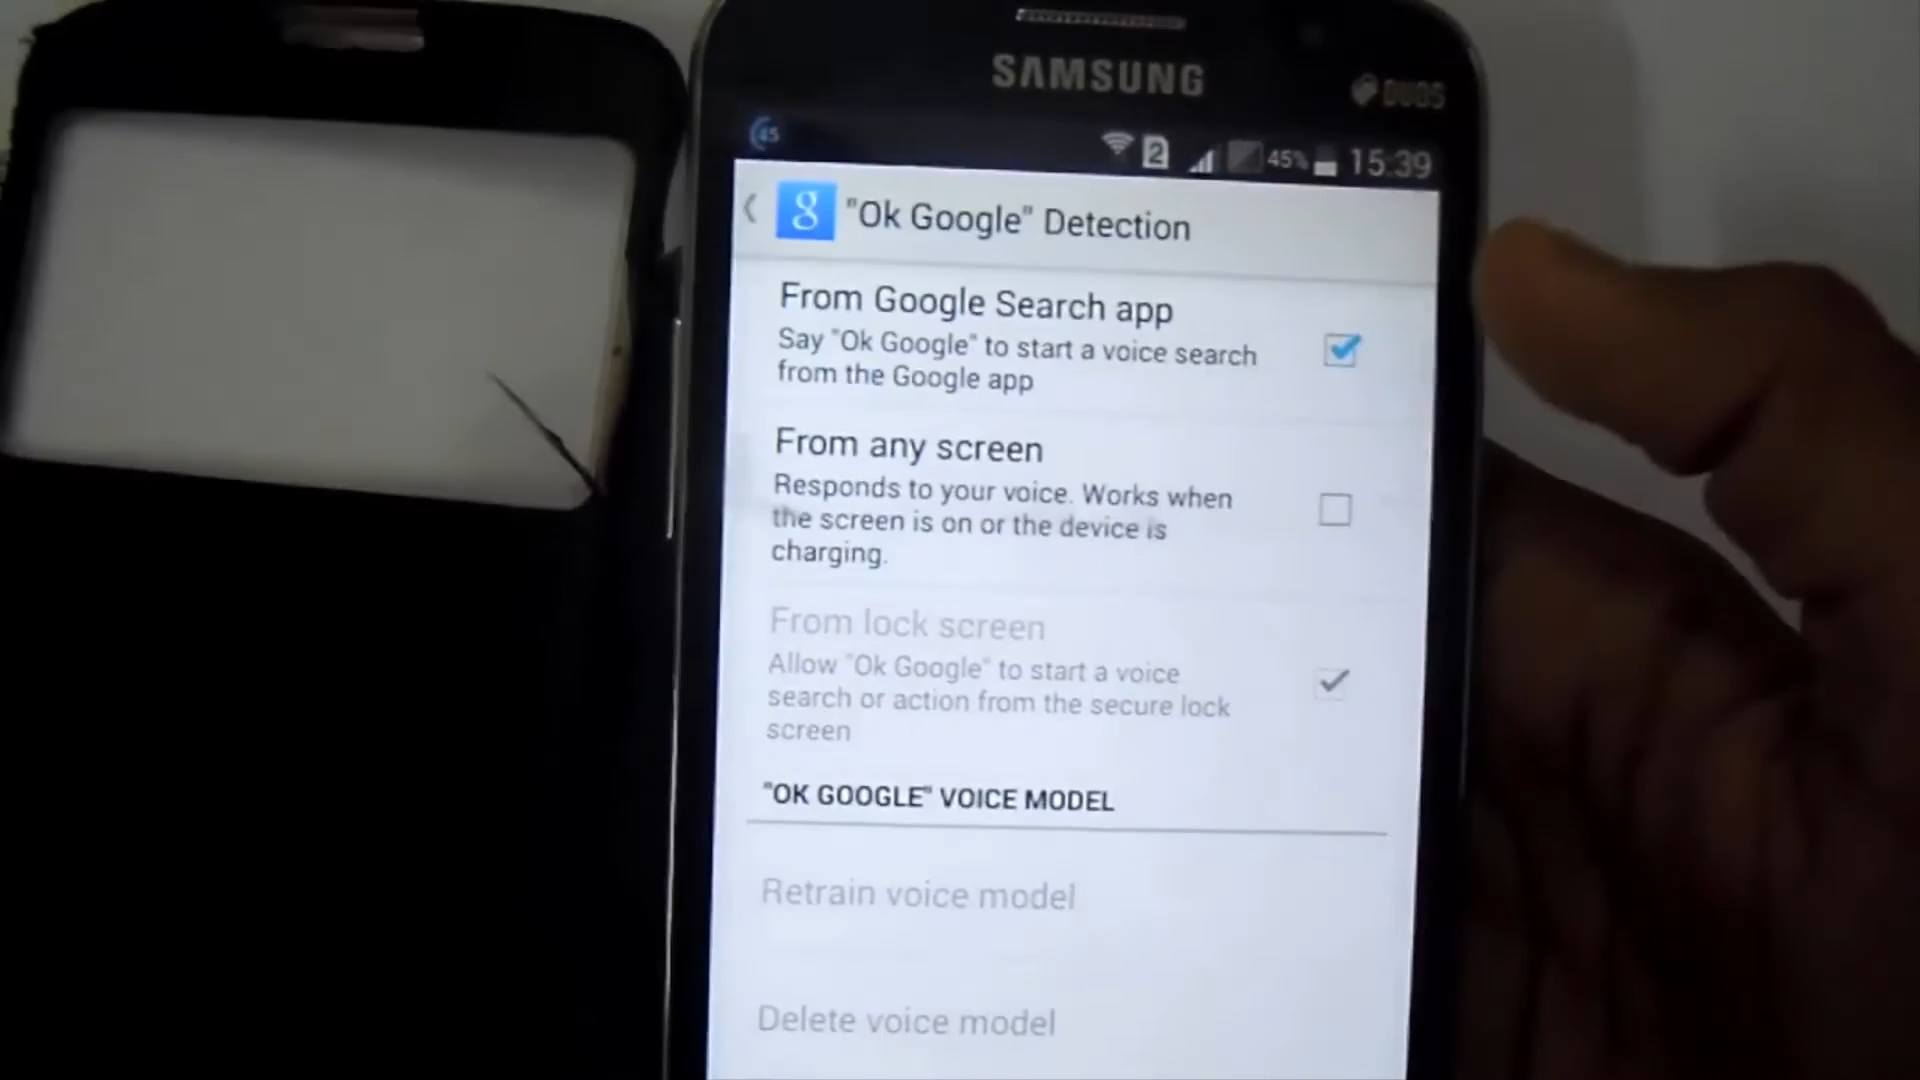 SAMSUNG
DUOS
45
2
45%
15:39
"Ok Google" Detection
From Google Search app
Say "Ok Google" to start a voice search
from the Google app
From any screen
Responds to your voice. Works when
the screen is on or the device is
charging.
From lock screen
Allow "Ok Google" to start a voice
search or action from the secure lock
screen
"OK GOOGLE" VOICE MODEL
Retrain voice model
Delete voice model